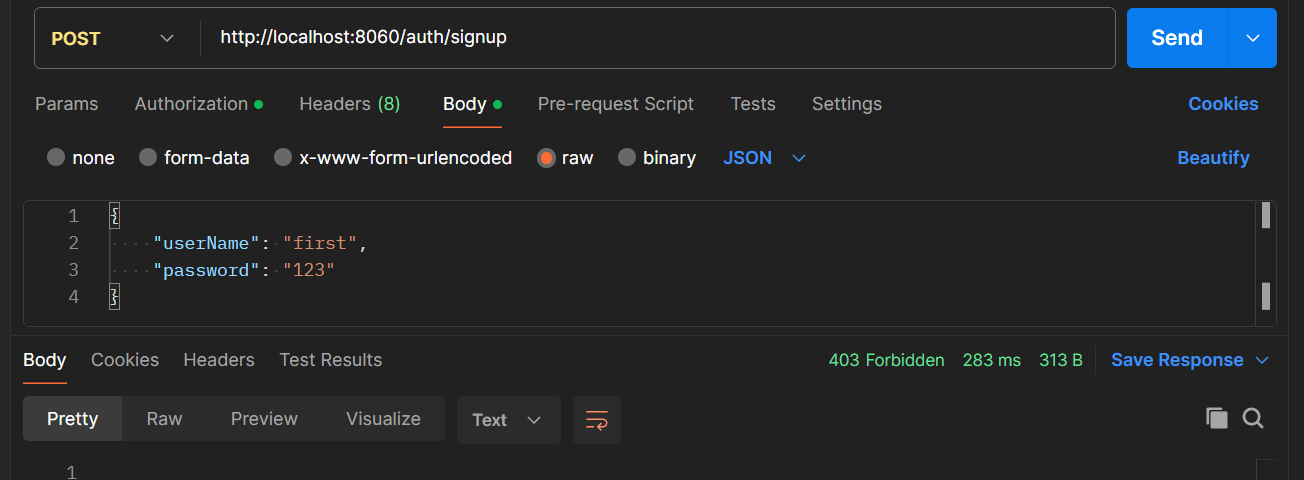 POST http://localhost:8060/auth/signup Send
Params Authorization Headers (8) Body Pre-request Script Tests Settings Cookies
none form-data x-www-form-urlencoded raw binary JSON Beautify
1 {
2 "userName": "first",
3 "password": "123"
4 }
Body Cookies Headers Test Results 403 Forbidden 283 ms 313 B Save Response
Pretty Raw Preview Visualize Text
1